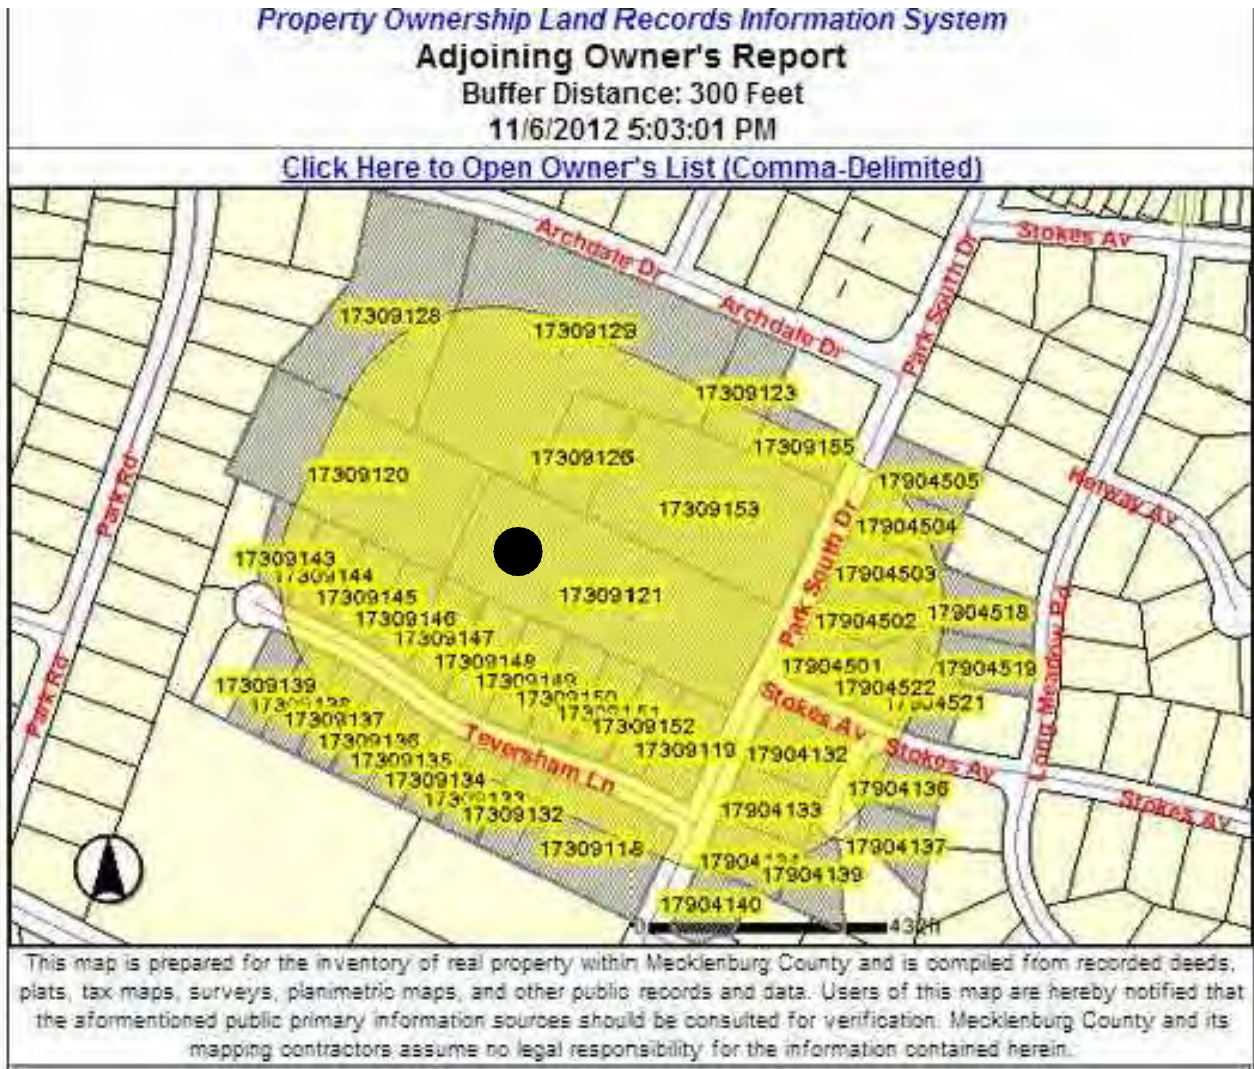 Property Ownership Land Records Information System
Adjoining Owner's Report
Buffer Distance: 300 Feet
11/6/2012 5:03:01 PM
Click Here to Open Owner's List (Comma-Delimited)
Archdale Dr
Stokes Av
Park South Dr
17309128
17309129
Archdale Dr
17309123
17309155
17309126
17309120
17904505
Park Rd
17309153
17904504
Park South Dr
17309143
17309144
17904503
17309145
17309121
17904518
17309146
17904502
17309147
17309148
17904501
17904519
17309149
17904522
17309139
17309150
17904521
Stokes Av
Long Meadow Rd
Park Rd
17309137
17309152
17309136
17309119
17904132
Teversham Ln
Stokes Av
17309135
17309134
17904136
17309133
17904133
Stokes Av
17309132
17309118
17904137
17904139
17904140
0
This map is prepared for the inventory of real property within Mecklenburg County and is compiled from recorded deeds,
plats, tax maps, surveys, planimetric maps, and other public records and data. Users of this map are hereby notified that
the aformentioned public primary information sources should be consulted for verification. Mecklenburg County and its
mapping contractors assume no legal responsibility for the information contained herein.